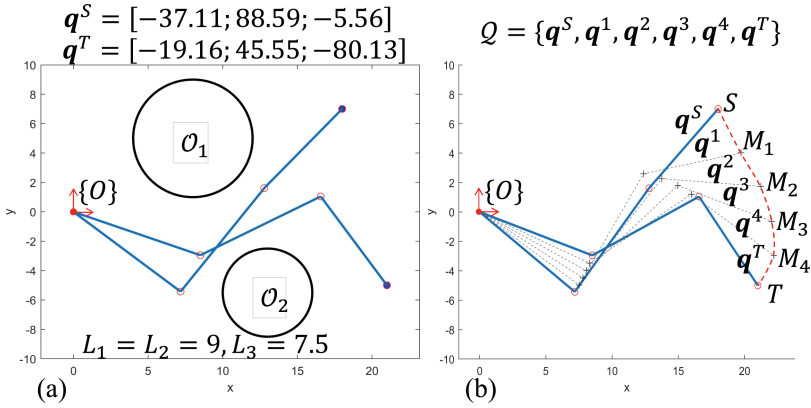 𝒒^S = [−37.11; 88.59; −5.56]
𝒒^T = [−19.16; 45.55; −80.13]
10
8
6
4
2
0
-2
-4
-6
-8
-10
y
0
5
10
15
20
x
𝒪_1
{O}
𝒪_2
L_1 = L_2 = 9, L_3 = 7.5
(a)
𝒬 = {𝒒^S, 𝒒^1, 𝒒^2, 𝒒^3, 𝒒^4, 𝒒^T}
10
8
6
4
2
0
-2
-4
-6
-8
-10
y
0
5
10
15
20
x
{O}
𝒒^S
S
𝒒^1
M_1
𝒒^2
M_2
𝒒^3
M_3
𝒒^4
M_4
𝒒^T
T
(b)